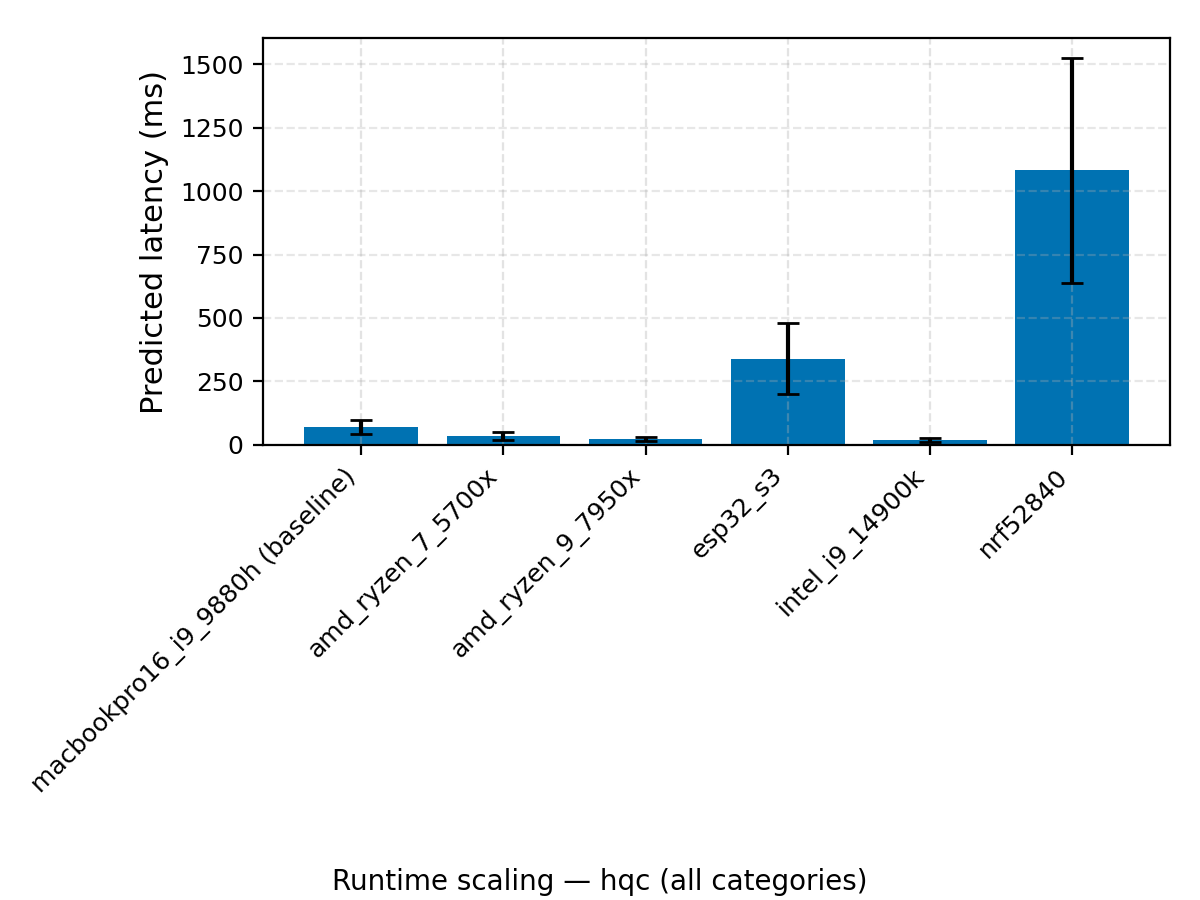 Predicted latency (ms)
1500
1250
1000
750
500
250
0
macbookpro16_i9_9880h (baseline)
amd_ryzen_7_5700x
amd_ryzen_9_7950x
esp32_s3
intel_i9_14900k
nrf52840
Runtime scaling — hqc (all categories)